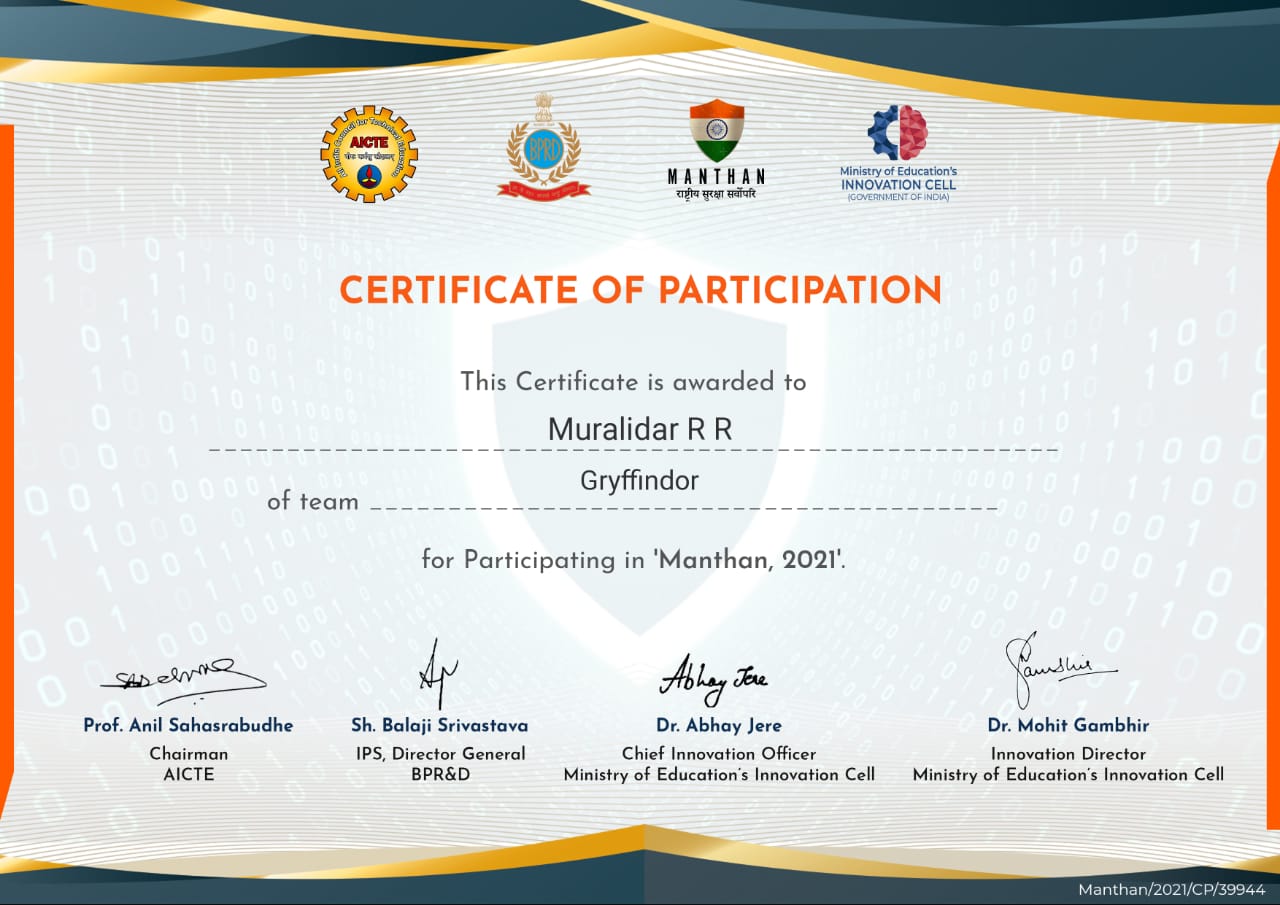 All India Council for Technical Education
AICTE
BPRD
MANTHAN
राष्ट्रीय सुरक्षा सर्वोपरि
Ministry of Education's
INNOVATION CELL
(GOVERNMENT OF INDIA)
CERTIFICATE OF PARTICIPATION
This Certificate is awarded to
Muralidar R R
of team Gryffindor
for Participating in 'Manthan, 2021'.
Abhay Jere
Prof. Anil Sahasrabudhe
Chairman
AICTE
Sh. Balaji Srivastava
IPS, Director General
BPR&D
Dr. Abhay Jere
Chief Innovation Officer
Ministry of Education's Innovation Cell
Dr. Mohit Gambhir
Innovation Director
Ministry of Education's Innovation Cell
Manthan/2021/CP/39944